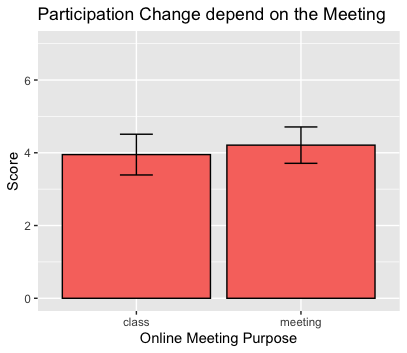 Participation Change depend on the Meeting
6
4
2
0
Score
class
meeting
Online Meeting Purpose